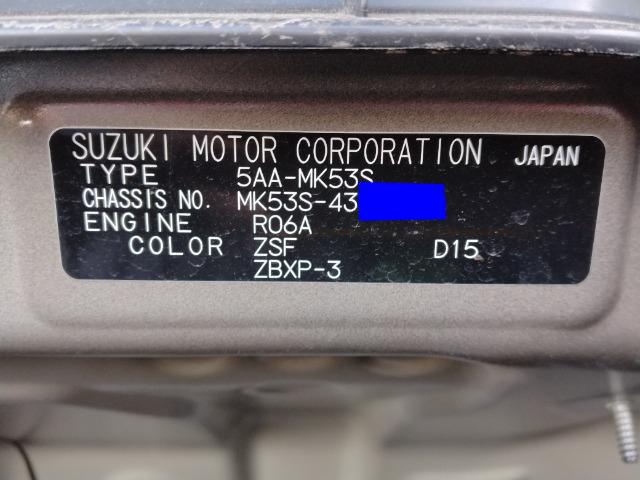 SUZUKI MOTOR CORPORATION JAPAN
TYPE 5AA-MK53S
CHASSIS NO. MK53S-43
ENGINE R06A
COLOR ZSF D15
ZBXP-3